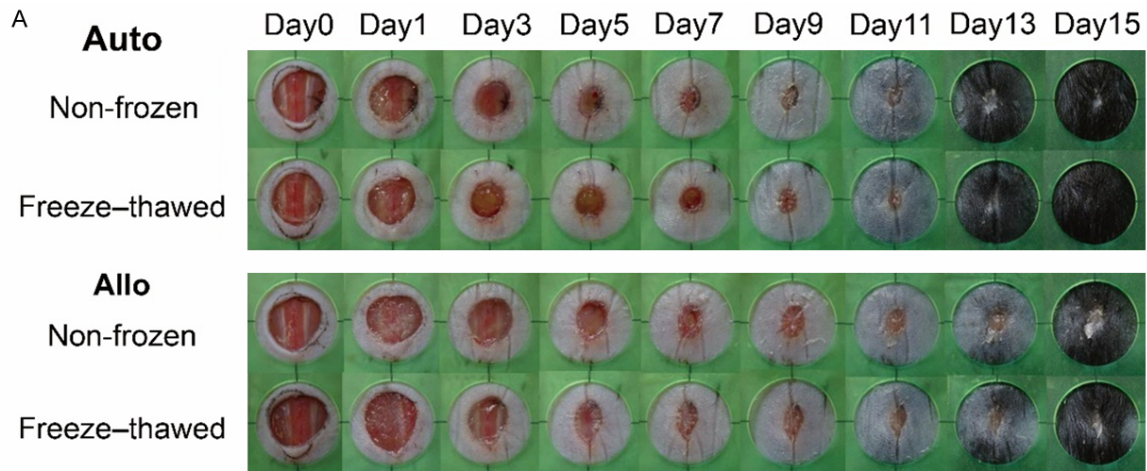 A
Day0 Day1 Day3 Day5 Day7 Day9 Day11 Day13 Day15
Auto
Non-frozen
Freeze–thawed
Allo
Non-frozen
Freeze–thawed